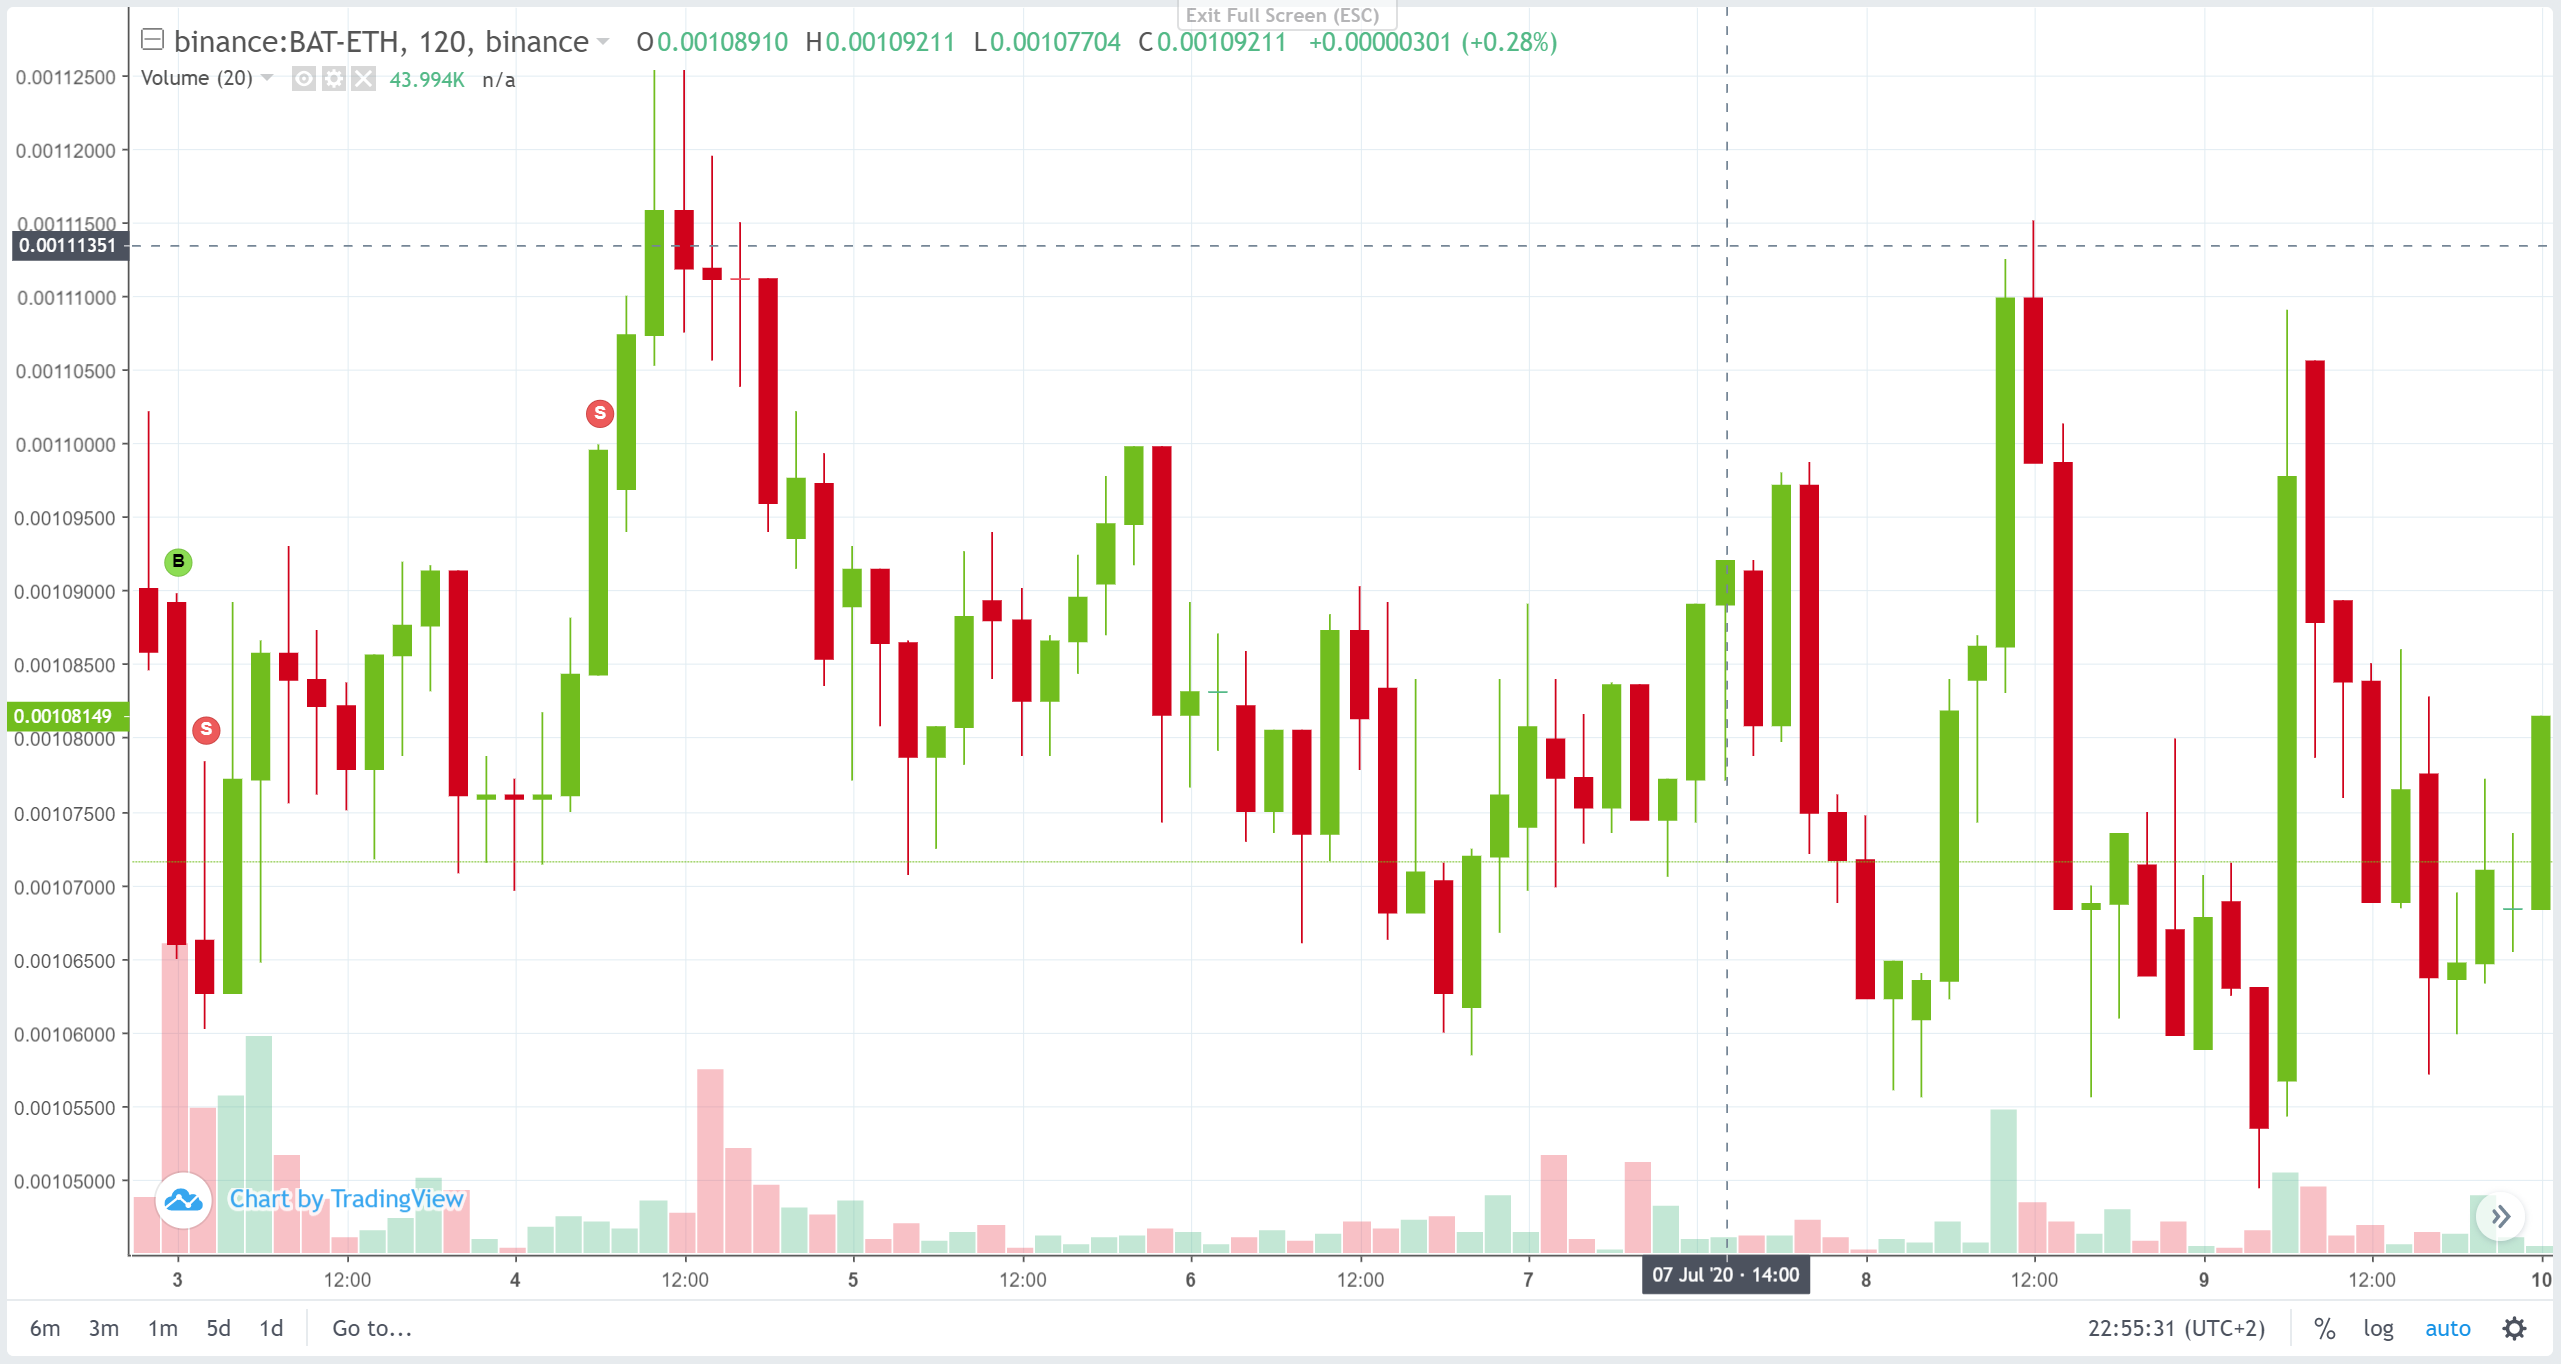 Exit Full Screen (ESC)
binance:BAT-ETH, 120, binance O0.00108910 H0.00109211 L0.00107704 C0.00109211 +0.00000301 (+0.28%)
Volume (20) 43.994K n/a
0.00112500
0.00112000
0.00111500
0.00111351
0.00111000
0.00110500
0.00110000
0.00109500
0.00109000
0.00108500
0.00108149
0.00108000
0.00107500
0.00107000
0.00106500
0.00106000
0.00105500
0.00105000
S
B
S
Chart by TradingView
3 12:00 4 12:00 5 12:00 6 12:00 7 07 Jul '20 · 14:00 8 12:00 9 12:00 10
6m 3m 1m 5d 1d Go to... 22:55:31 (UTC+2) % log auto